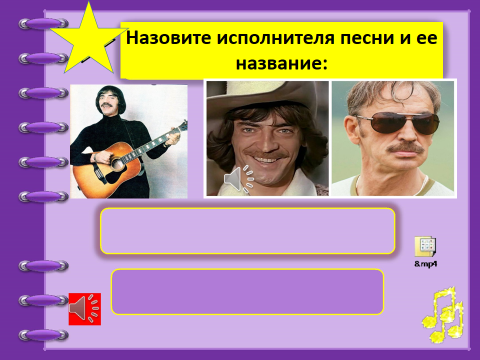 Назовите исполнителя песни и ее
название:
8.mp4